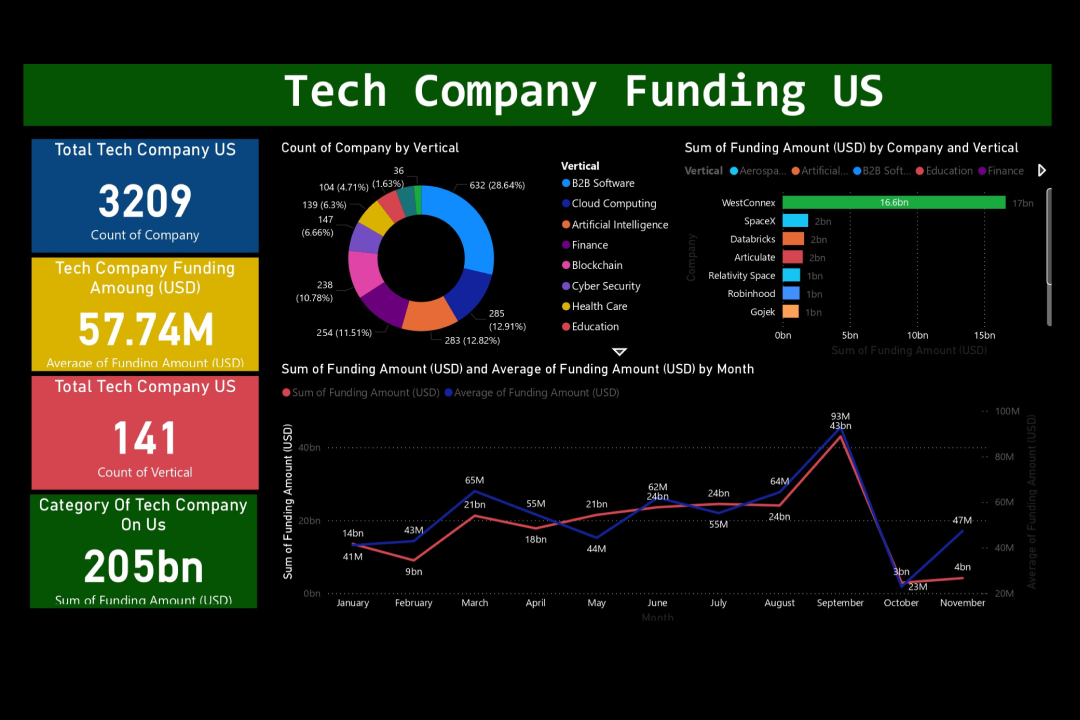 Tech Company Funding US
Total Tech Company US
3209
Count of Company
Tech Company Funding
Amoung (USD)
57.74M
Average of Funding Amount (USD)
Total Tech Company US
141
Count of Vertical
Category Of Tech Company
On Us
205bn
Sum of Funding Amount (USD)
Count of Company by Vertical
632 (28.64%)
285
(12.91%)
283 (12.82%)
254 (11.51%)
238
(10.78%)
147
(6.66%)
139 (6.3%)
104 (4.71%)
36
(1.63%)
Vertical
B2B Software
Cloud Computing
Artificial Intelligence
Finance
Blockchain
Cyber Security
Health Care
Education
Sum of Funding Amount (USD) by Company and Vertical
Vertical Aerospa... Artificial... B2B Soft... Education Finance
Company
WestConnex 16.6bn 17bn
SpaceX 2bn
Databricks 2bn
Articulate 2bn
Relativity Space 1bn
Robinhood 1bn
Gojek 1bn
0bn 5bn 10bn 15bn
Sum of Funding Amount (USD)
Sum of Funding Amount (USD) and Average of Funding Amount (USD) by Month
Sum of Funding Amount (USD) Average of Funding Amount (USD)
Sum of Funding Amount (USD)
40bn
20bn
0bn
14bn
41M
43M
9bn
65M
21bn
55M
18bn
21bn
44M
62M
24bn
24bn
55M
64M
24bn
93M
43bn
3bn
23M
47M
4bn
100M
80M
60M
40M
20M
Average of Funding Amount (USD)
January February March April May June July August September October November
Month